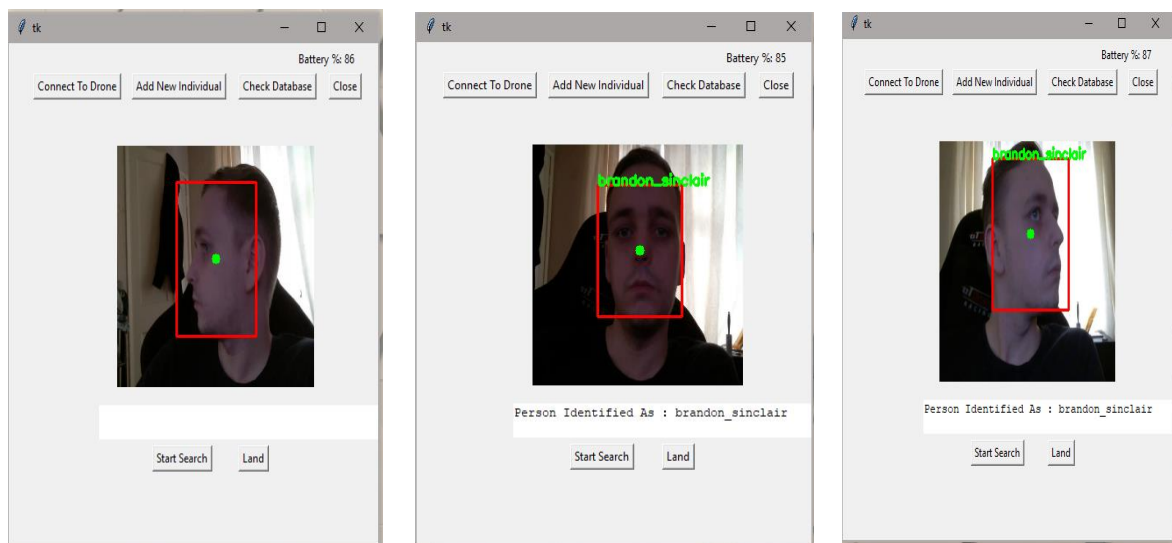 tk
Battery %: 86
Connect To Drone Add New Individual Check Database Close
Start Search Land
tk
Battery %: 85
Connect To Drone Add New Individual Check Database Close
brandon_sinclair
Person Identified As : brandon_sinclair
Start Search Land
tk
Battery %: 87
Connect To Drone Add New Individual Check Database Close
brandon_sinclair
Person Identified As : brandon_sinclair
Start Search Land